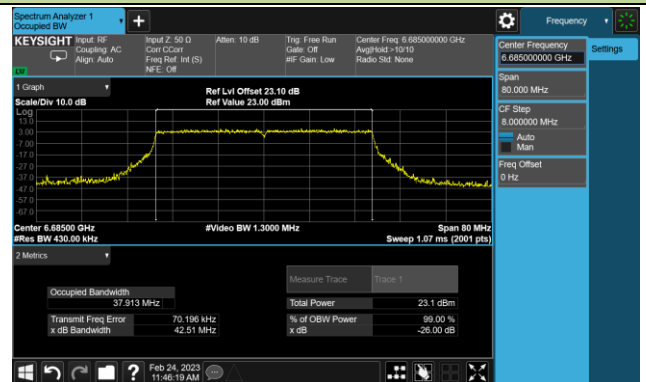 Spectrum Analyzer 1
Occupied BW
+
Frequency
KEYSIGHT
Input: RF
Coupling: AC
Align: Auto
Input Z: 50 Ω
Corr CCorr
Freq Ref: Int (S)
NFE: Off
Atten: 10 dB
Trig: Free Run
Gate: Off
#IF Gain: Low
Center Freq: 6.685000000 GHz
Avg|Hold:>10/10
Radio Std: None
LXI
Center Frequency
6.685000000 GHz
Settings
Span
80.000 MHz
CF Step
8.000000 MHz
Auto
Man
Freq Offset
0 Hz
1 Graph
Scale/Div 10.0 dB
Ref Lvl Offset 23.10 dB
Ref Value 23.00 dBm
Log
13.0
3.00
-7.00
-17.0
-27.0
-37.0
-47.0
-57.0
-67.0
Center 6.68500 GHz
#Res BW 430.00 kHz
#Video BW 1.3000 MHz
Span 80 MHz
Sweep 1.07 ms (2001 pts)
2 Metrics
Measure Trace
Trace 1
Occupied Bandwidth
37.913 MHz
Total Power
23.1 dBm
Transmit Freq Error
70.196 kHz
% of OBW Power
99.00 %
x dB Bandwidth
42.51 MHz
x dB
-26.00 dB
?
Feb 24, 2023
11:46:19 AM